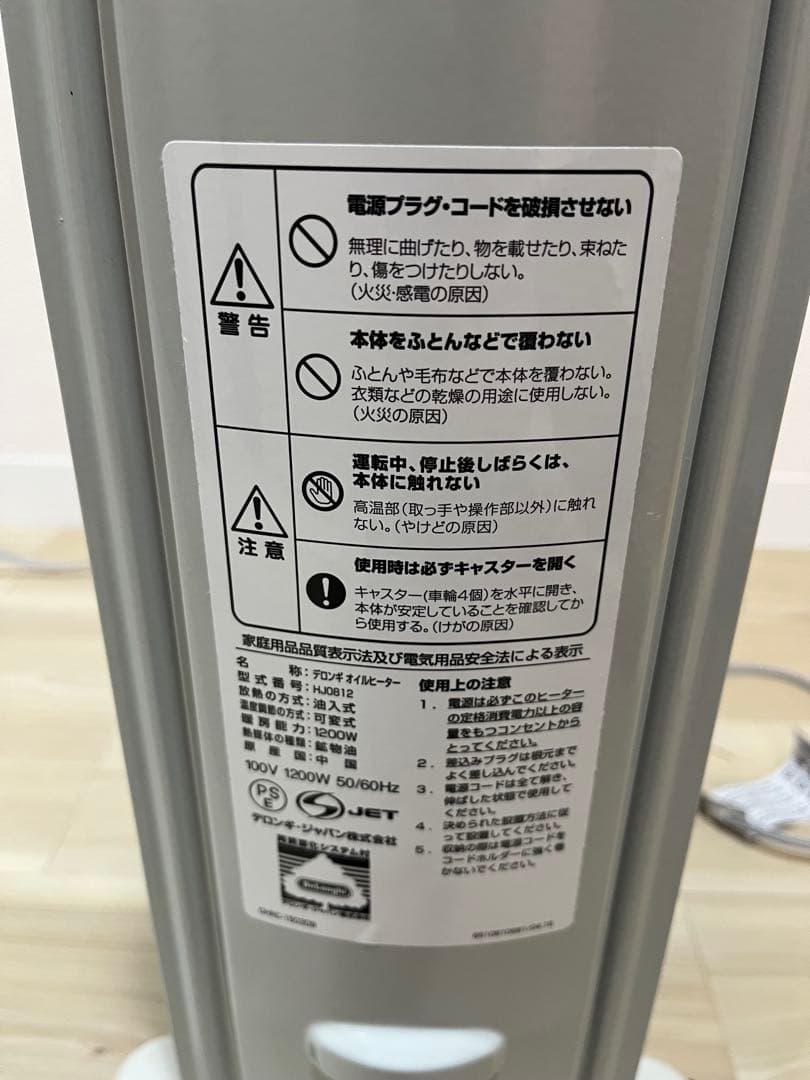 警告
電源プラグ・コードを破損させない
無理に曲げたり、物を載せたり、束ねた
り、傷をつけたりしない。
(火災・感電の原因)
本体をふとんなどで覆わない
ふとんや毛布などで本体を覆わない。
衣類などの乾燥の用途に使用しない。
(火災の原因)
注意
運転中、停止後しばらくは、
本体に触れない
高温部(取っ手や操作部以外)に触れ
ない。(やけどの原因)
使用時は必ずキャスターを開く
キャスター(車輪4個)を水平に開き、
本体が安定していることを確認してか
ら使用する。(けがの原因)
家庭用品品質表示法及び電気用品安全法による表示
名称:デロンギ オイルヒーター
型式番号:HJ0812
放熱の方式:油入式
温度調節の方式:可変式
暖房能力:1200W
熱媒体の種類:鉱物油
原産国:中国
100V 1200W 50/60Hz
PS
E
JET
デロンギ・ジャパン株式会社
DeLonghi
使用上の注意
1. 電源は必ずこのヒーター
の定格消費電力以上の容
量をもつコンセントから
とってください。
2. 差込みプラグは根元まで
よく差し込んでください。
3. 電源コードは全て解き、
伸ばした状態で使用して
ください。
4. 決められた設置方法に従
って設置してください。
5. 収納の際は電源コードを
コードホルダーに強く巻
かないでください。